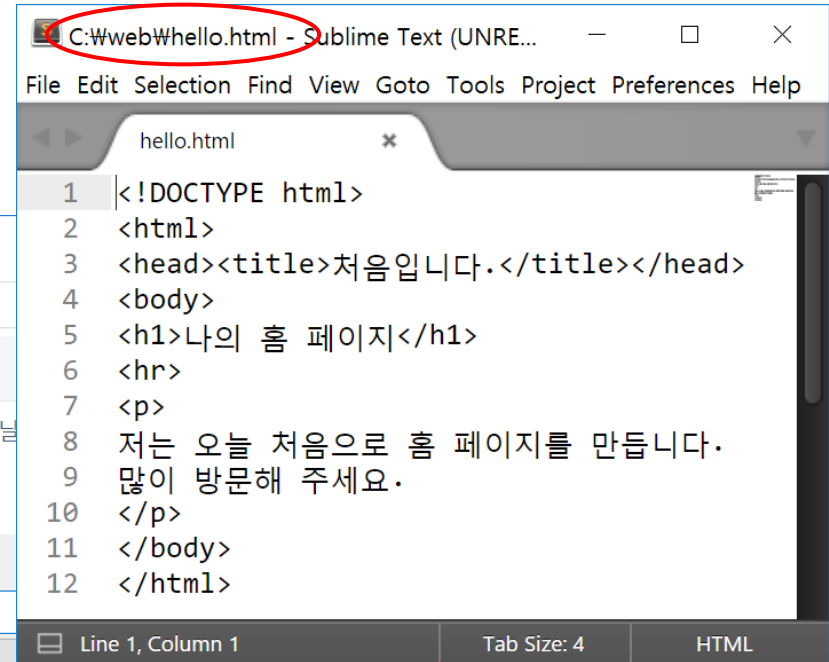 C:₩web₩hello.html - Sublime Text (UNRE...
File Edit Selection Find View Goto Tools Project Preferences Help
hello.html
1 <!DOCTYPE html>
2 <html>
3 <head><title>처음입니다.</title></head>
4 <body>
5 <h1>나의 홈 페이지</h1>
6 <hr>
7 <p>
8 저는 오늘 처음으로 홈 페이지를 만듭니다.
9 많이 방문해 주세요.
10 </p>
11 </body>
12 </html>
Line 1, Column 1 Tab Size: 4 HTML